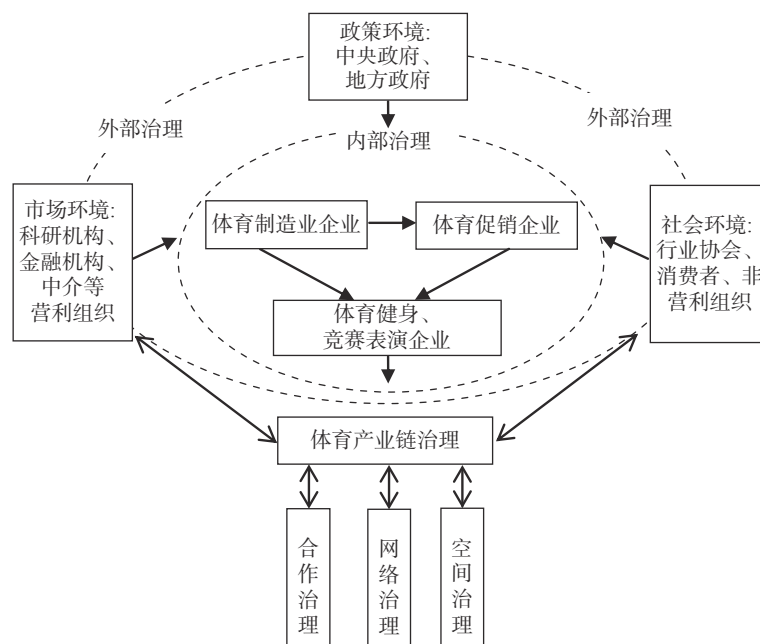 政策环境:
中央政府、
地方政府
外部治理
外部治理
内部治理
市场环境:
科研机构、
金融机构、
中介等
营利组织
体育制造业企业
体育促销企业
社会环境:
行业协会、
消费者、非
营利组织
体育健身、
竞赛表演企业
体育产业链治理
合作治理
网络治理
空间治理